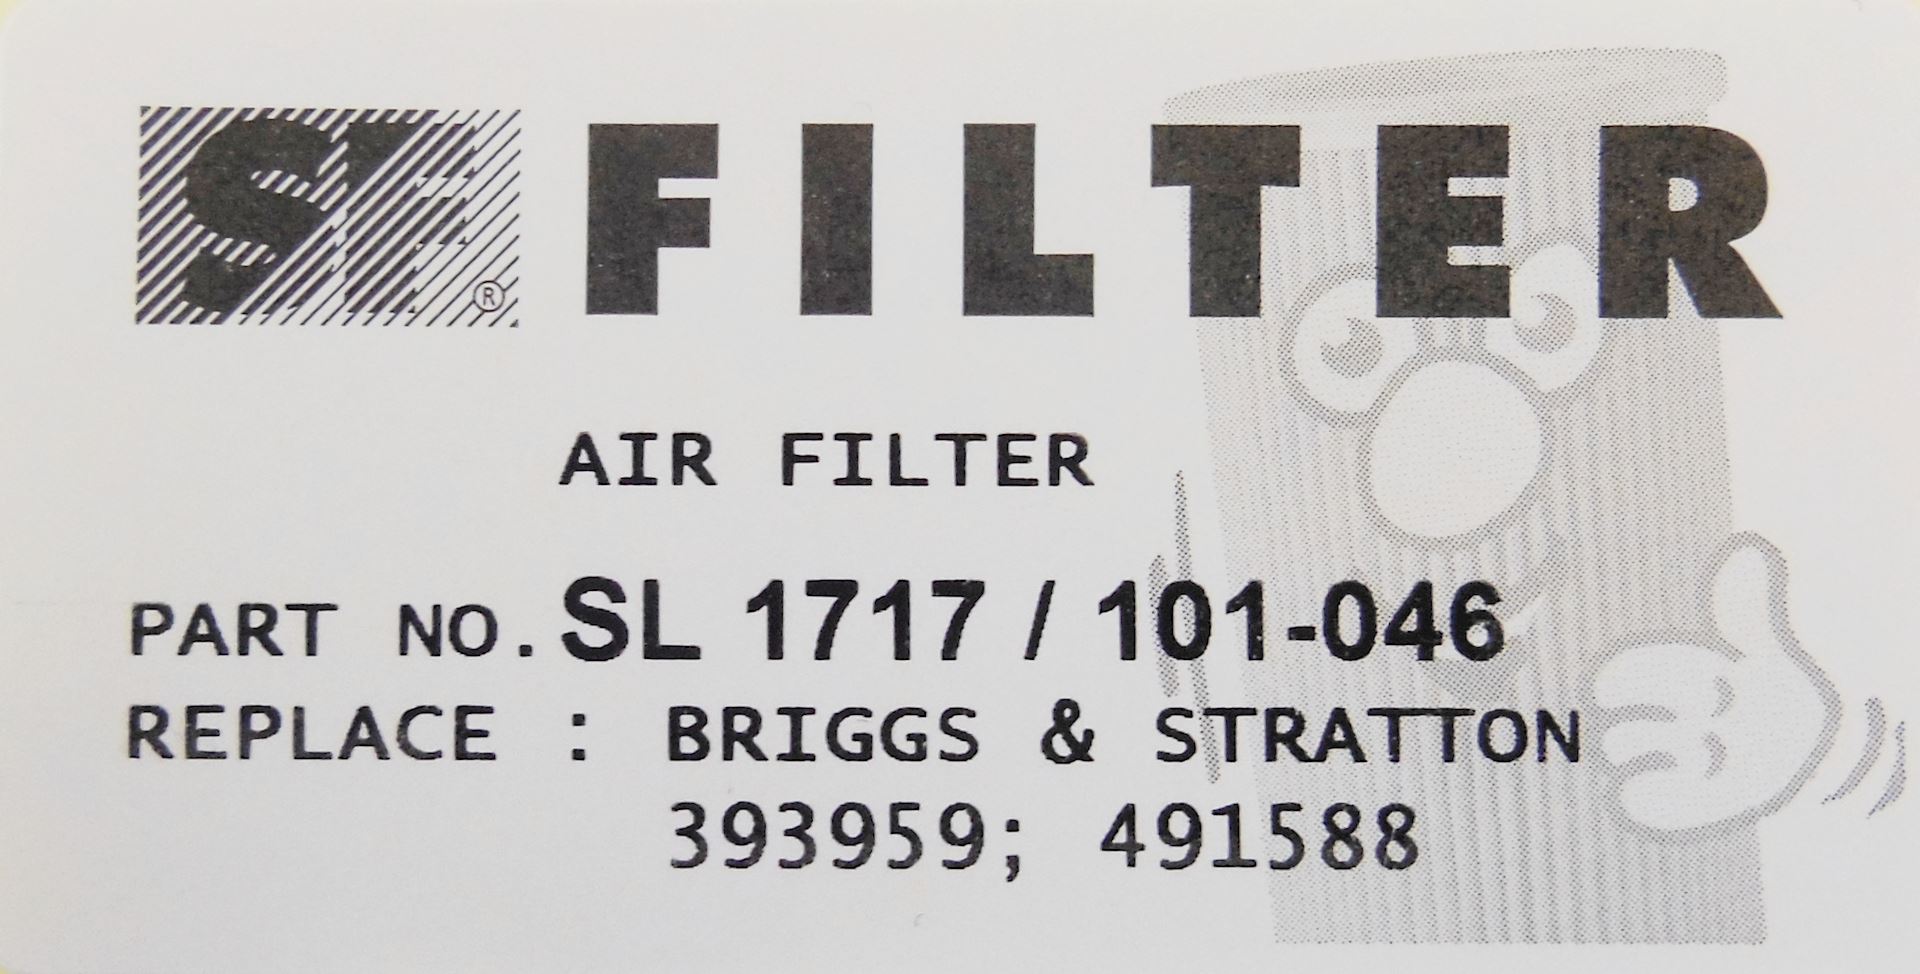 SF® FILTER
AIR FILTER
PART NO. SL 1717 / 101-046
REPLACE : BRIGGS & STRATTON
393959; 491588